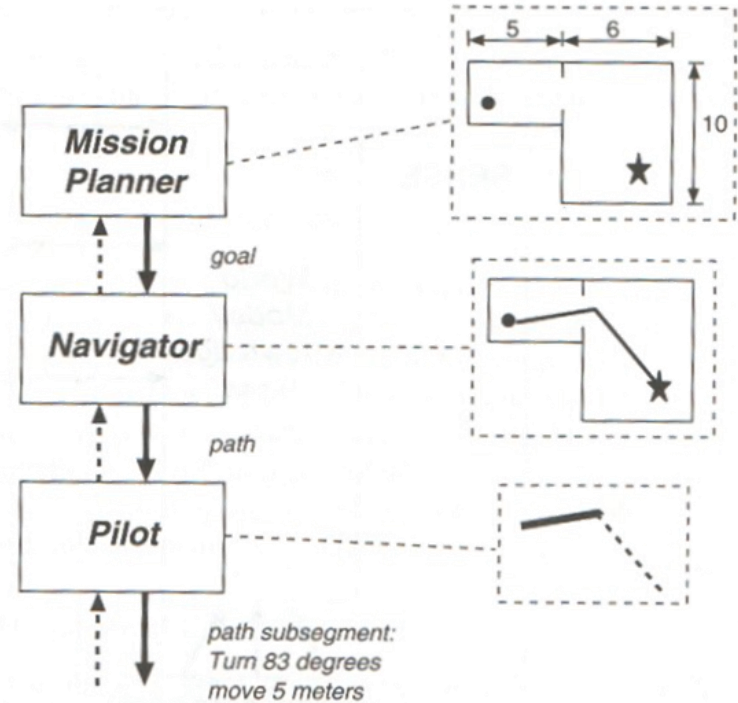 5
6
10
Mission
Planner
goal
Navigator
path
Pilot
path subsegment:
Turn 83 degrees
move 5 meters